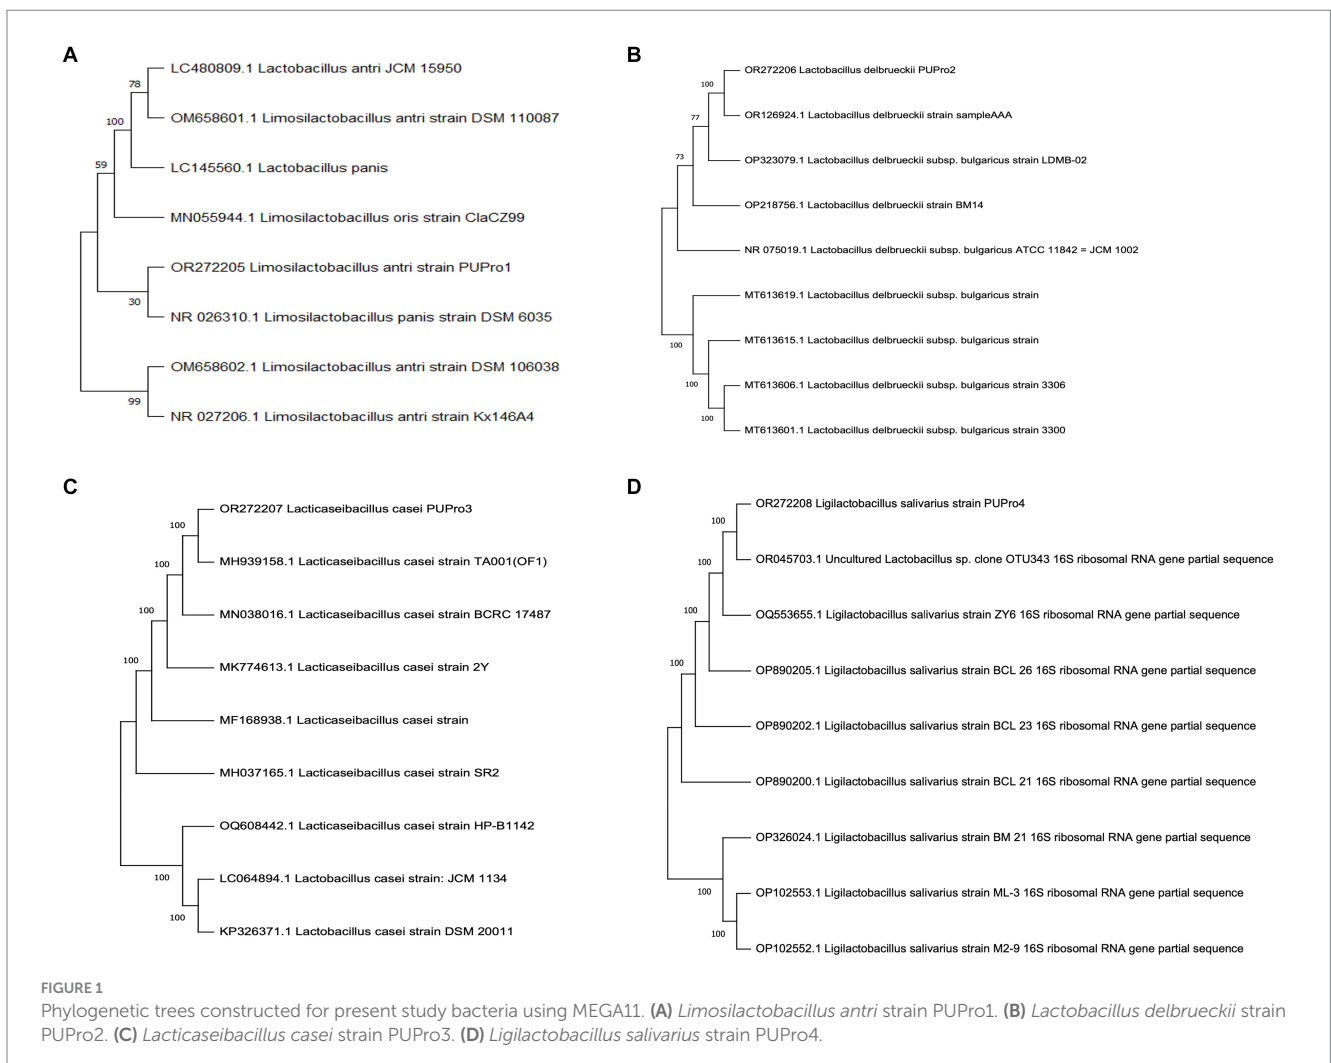 A
78
LC480809.1 Lactobacillus antri JCM 15950
100
OM658601.1 Limosilactobacillus antri strain DSM 110087
59
LC145560.1 Lactobacillus panis
MN055944.1 Limosilactobacillus oris strain ClaCZ99
OR272205 Limosilactobacillus antri strain PUPro1
30
NR 026310.1 Limosilactobacillus panis strain DSM 6035
OM658602.1 Limosilactobacillus antri strain DSM 106038
99
NR 027206.1 Limosilactobacillus antri strain Kx146A4
B
OR272206 Lactobacillus delbrueckii PUPro2
100
OR126924.1 Lactobacillus delbrueckii strain sampleAAA
77
OP323079.1 Lactobacillus delbrueckii subsp. bulgaricus strain LDMB-02
73
OP218756.1 Lactobacillus delbrueckii strain BM14
NR 075019.1 Lactobacillus delbrueckii subsp. bulgaricus ATCC 11842 = JCM 1002
MT613619.1 Lactobacillus delbrueckii subsp. bulgaricus strain
100
MT613615.1 Lactobacillus delbrueckii subsp. bulgaricus strain
100
MT613606.1 Lactobacillus delbrueckii subsp. bulgaricus strain 3306
100
MT613601.1 Lactobacillus delbrueckii subsp. bulgaricus strain 3300
C
OR272207 Lacticaseibacillus casei PUPro3
100
MH939158.1 Lacticaseibacillus casei strain TA001(OF1)
100
MN038016.1 Lacticaseibacillus casei strain BCRC 17487
100
MK774613.1 Lacticaseibacillus casei strain 2Y
100
MF168938.1 Lacticaseibacillus casei strain
MH037165.1 Lacticaseibacillus casei strain SR2
OQ608442.1 Lacticaseibacillus casei strain HP-B1142
100
LC064894.1 Lactobacillus casei strain: JCM 1134
100
KP326371.1 Lactobacillus casei strain DSM 20011
D
OR272208 Ligilactobacillus salivarius strain PUPro4
100
OR045703.1 Uncultured Lactobacillus sp. clone OTU343 16S ribosomal RNA gene partial sequence
100
OQ553655.1 Ligilactobacillus salivarius strain ZY6 16S ribosomal RNA gene partial sequence
100
OP890205.1 Ligilactobacillus salivarius strain BCL 26 16S ribosomal RNA gene partial sequence
100
OP890202.1 Ligilactobacillus salivarius strain BCL 23 16S ribosomal RNA gene partial sequence
OP890200.1 Ligilactobacillus salivarius strain BCL 21 16S ribosomal RNA gene partial sequence
OP326024.1 Ligilactobacillus salivarius strain BM 21 16S ribosomal RNA gene partial sequence
100
OP102553.1 Ligilactobacillus salivarius strain ML-3 16S ribosomal RNA gene partial sequence
100
OP102552.1 Ligilactobacillus salivarius strain M2-9 16S ribosomal RNA gene partial sequence
FIGURE 1
Phylogenetic trees constructed for present study bacteria using MEGA11. (A) Limosilactobacillus antri strain PUPro1. (B) Lactobacillus delbrueckii strain
PUPro2. (C) Lacticaseibacillus casei strain PUPro3. (D) Ligilactobacillus salivarius strain PUPro4.